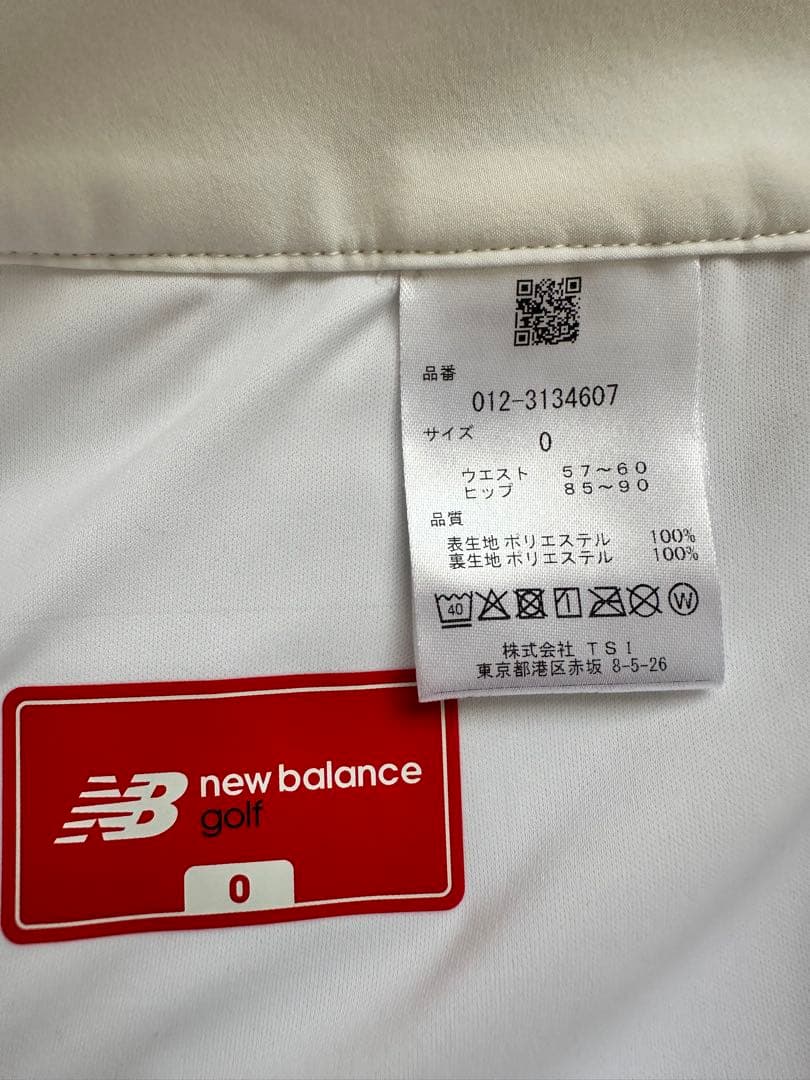 品番
012-3134607
サイズ
0
ウエスト 57～60
ヒップ 85～90
品質
表生地 ポリエステル 100%
裏生地 ポリエステル 100%
40
W
株式会社 TSI
東京都港区赤坂 8-5-26
NB new balance
golf
0